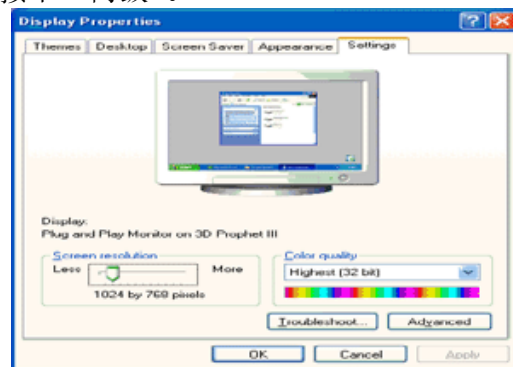 Display Properties
Themes Desktop Screen Saver Appearance Settings
Display:
Plug and Play Monitor on 3D Prophet III
Screen resolution Color quality
Less More Highest (32 bit)
1024 by 768 pixels
Troubleshoot... Advanced
OK Cancel Apply